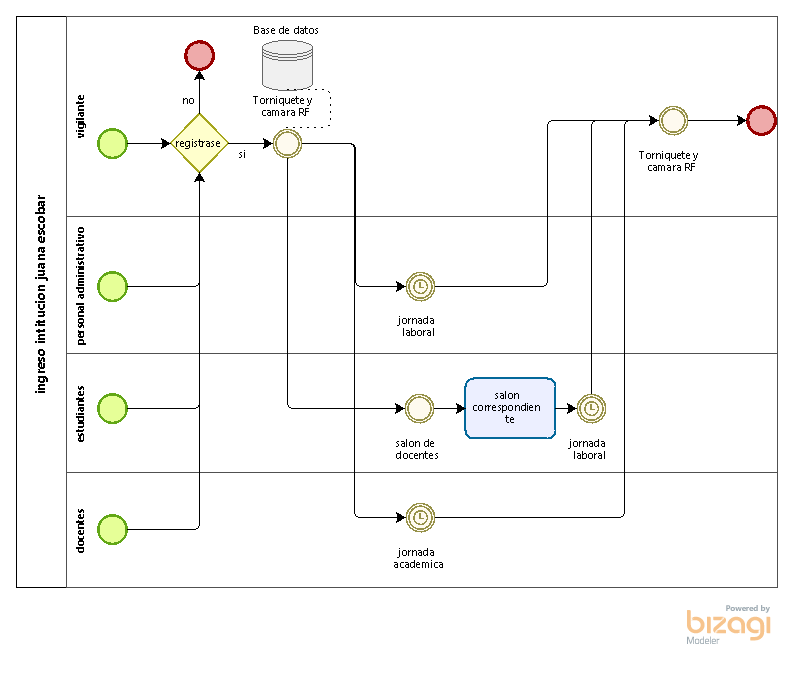 ingreso intitucion juana escobar
vigilante
Base de datos
no
Torniquete y
camara RF
registrase
si
Torniquete y
camara RF
personal administrativo
jornada
laboral
estudiantes
salon
correspondien
te
salon de
docentes
jornada
laboral
docentes
jornada
academica
Powered by
bizagi
Modeler